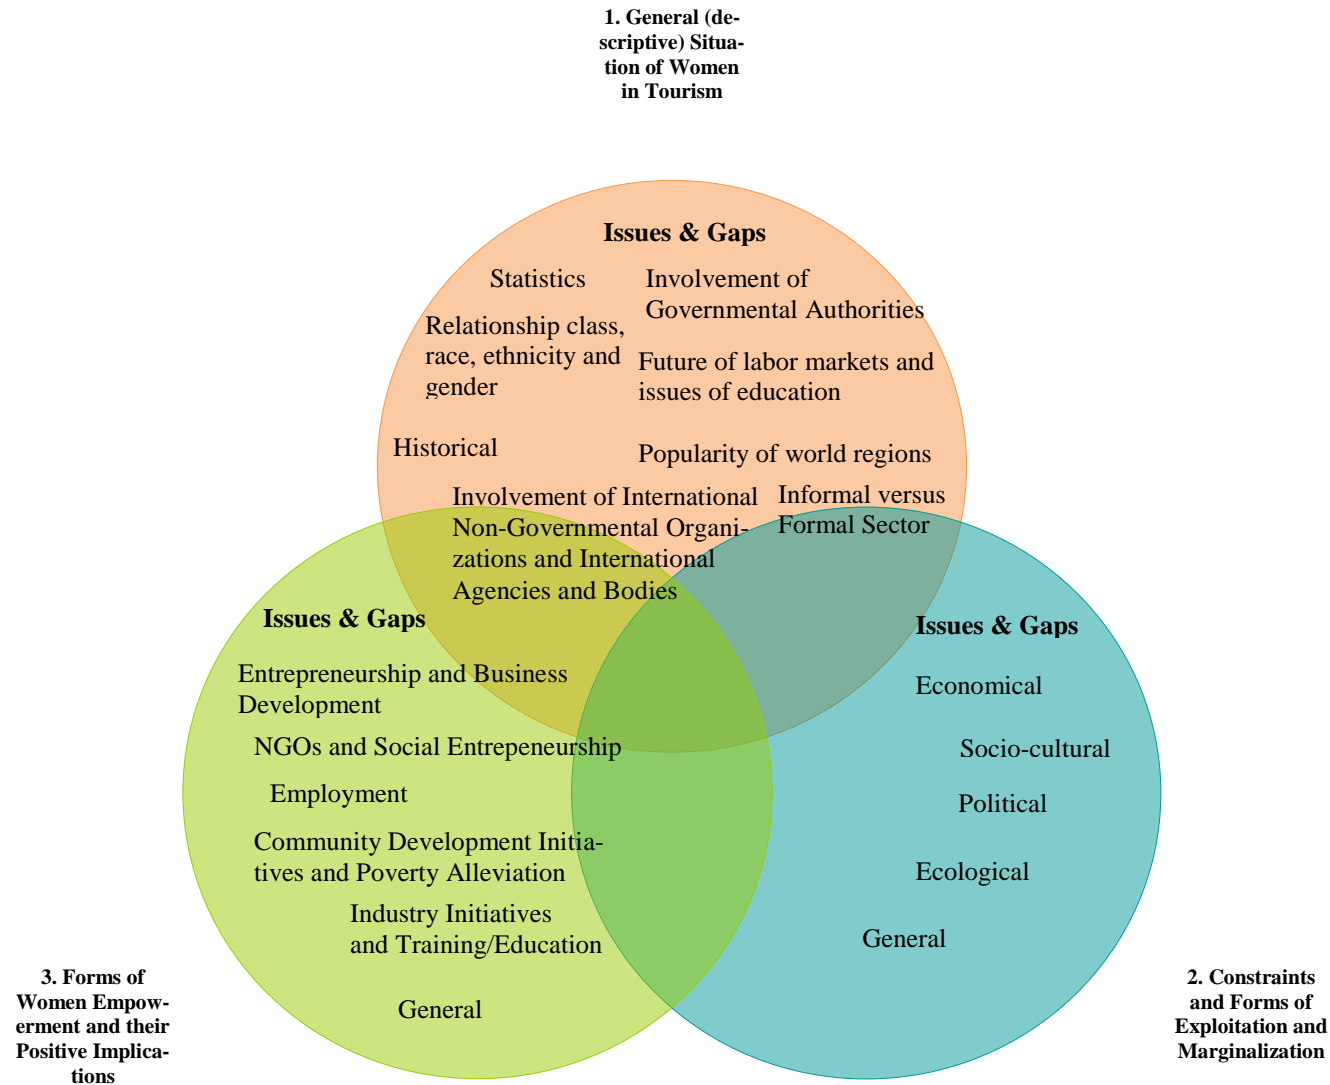 1. General (de-
scriptive) Situa-
tion of Women
in Tourism
Issues & Gaps
Statistics
Involvement of
Governmental Authorities
Relationship class,
race, ethnicity and
gender
Future of labor markets and
issues of education
Historical
Popularity of world regions
Involvement of International
Non-Governmental Organi-
zations and International
Agencies and Bodies
Informal versus
Formal Sector
Issues & Gaps
Entrepreneurship and Business
Development
NGOs and Social Entrepeneurship
Employment
Community Development Initia-
tives and Poverty Alleviation
Industry Initiatives
and Training/Education
General
Issues & Gaps
Economical
Socio-cultural
Political
Ecological
General
3. Forms of
Women Empow-
erment and their
Positive Implica-
tions
2. Constraints
and Forms of
Exploitation and
Marginalization